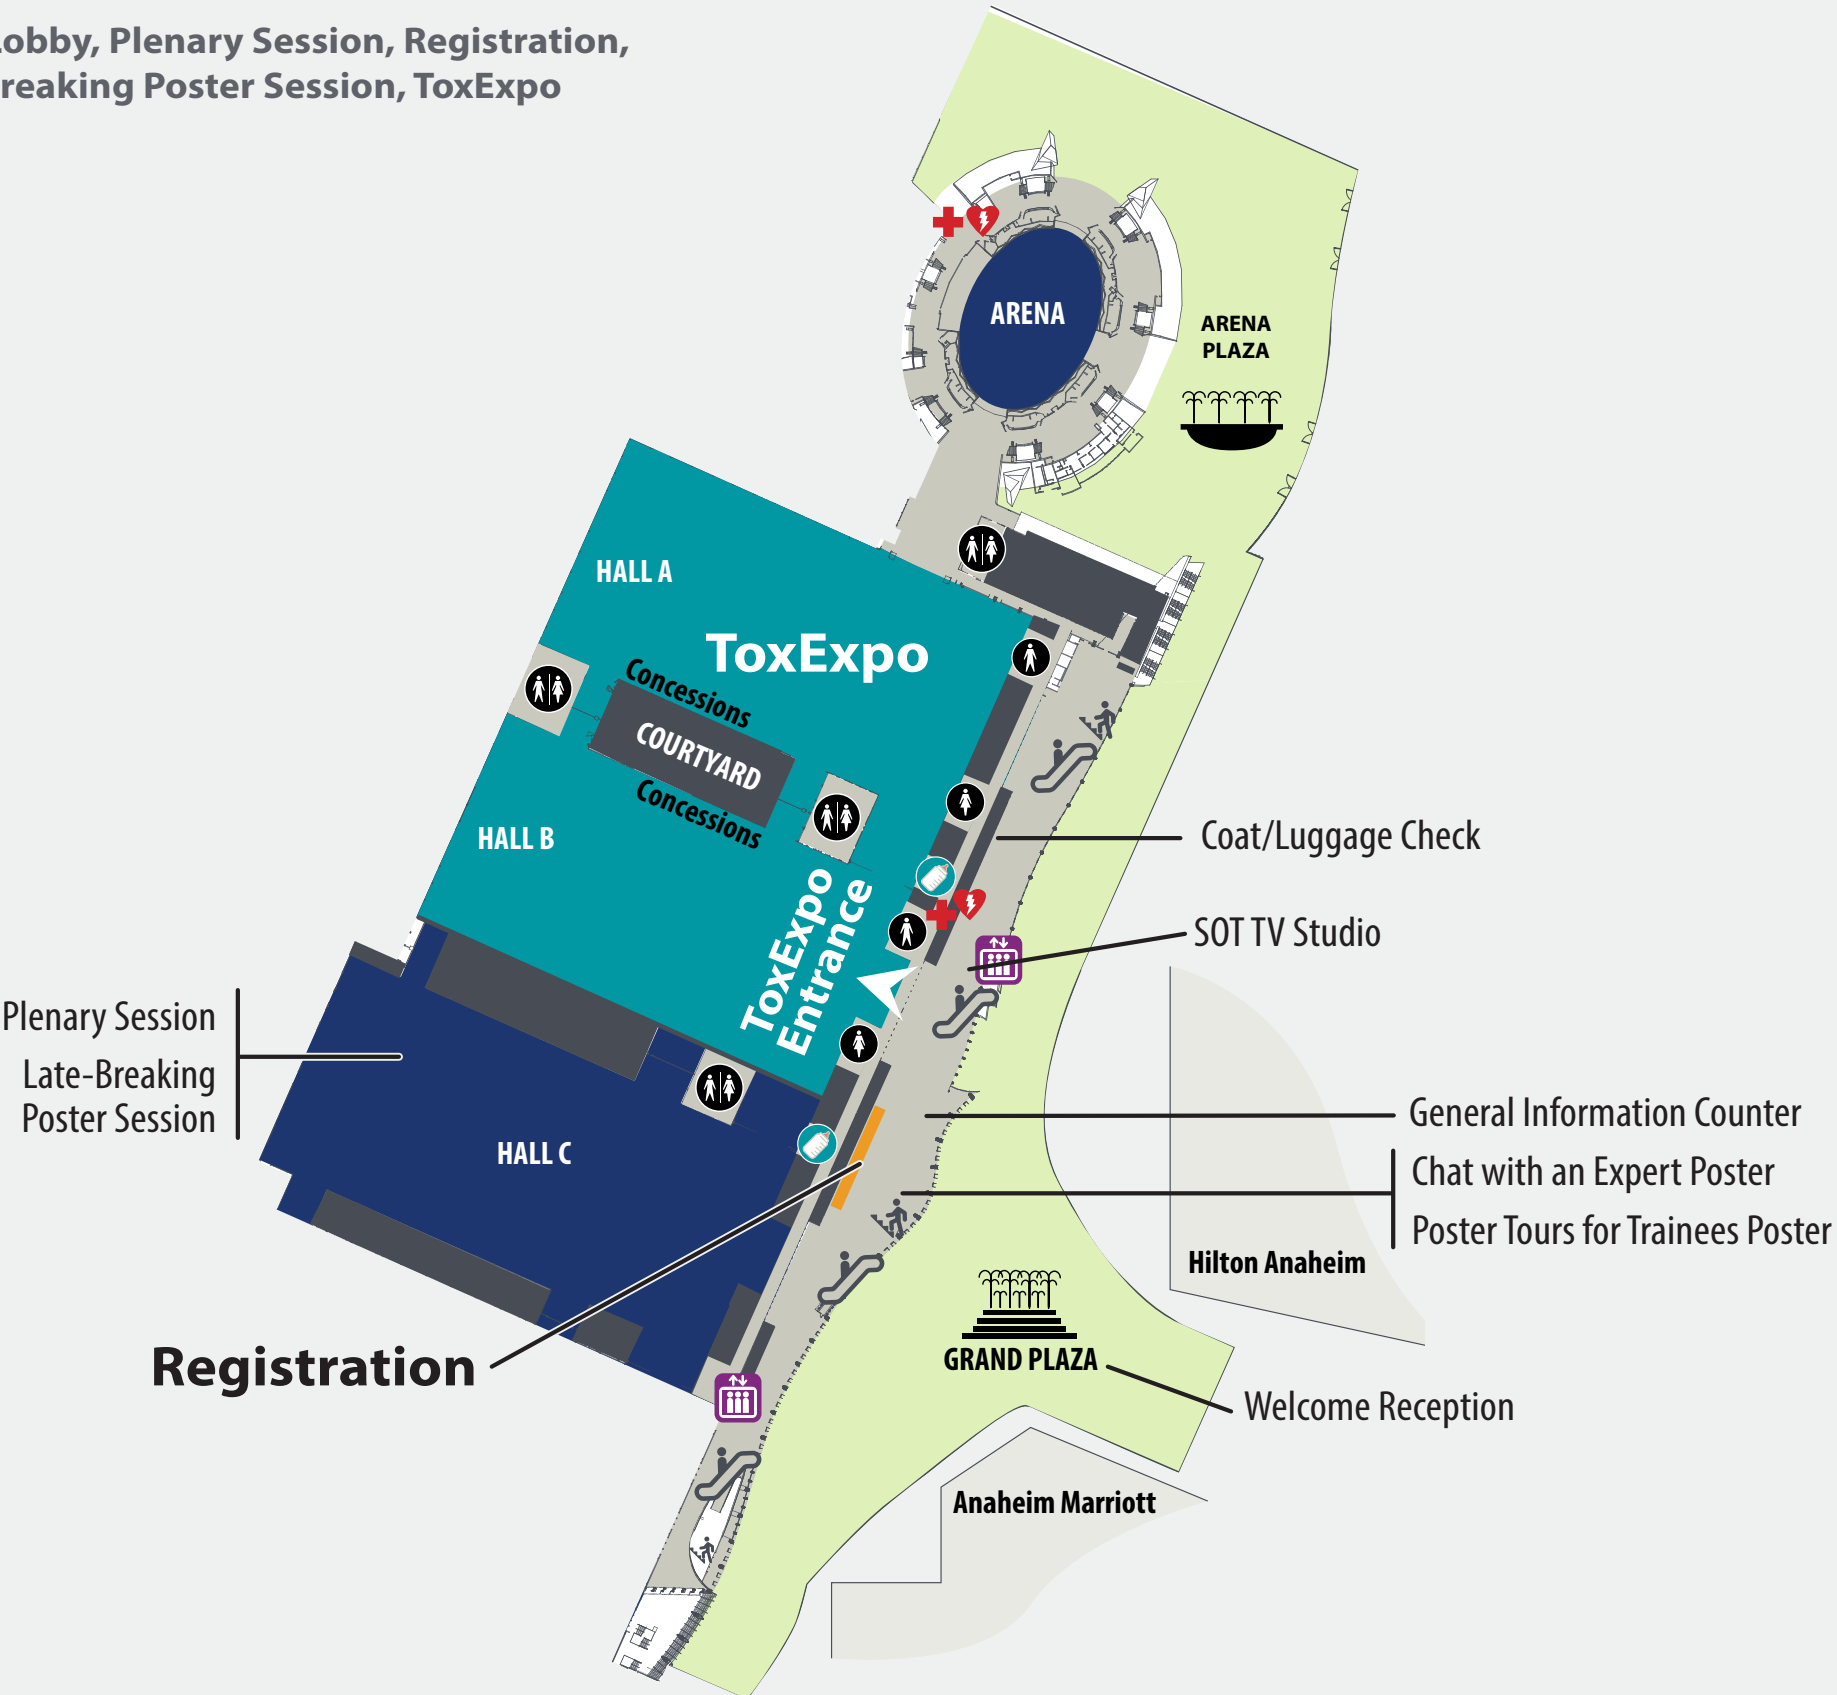 Lobby, Plenary Session, Registration,
reaking Poster Session, ToxExpo
ARENA
ARENA
PLAZA
HALL A
ToxExpo
Concessions
COURTYARD
Concessions
HALL B
Coat/Luggage Check
ToxExpo
Entrance
SOT TV Studio
Plenary Session
Late-Breaking
Poster Session
HALL C
General Information Counter
Chat with an Expert Poster
Poster Tours for Trainees Poster
Hilton Anaheim
Registration
GRAND PLAZA
Welcome Reception
Anaheim Marriott